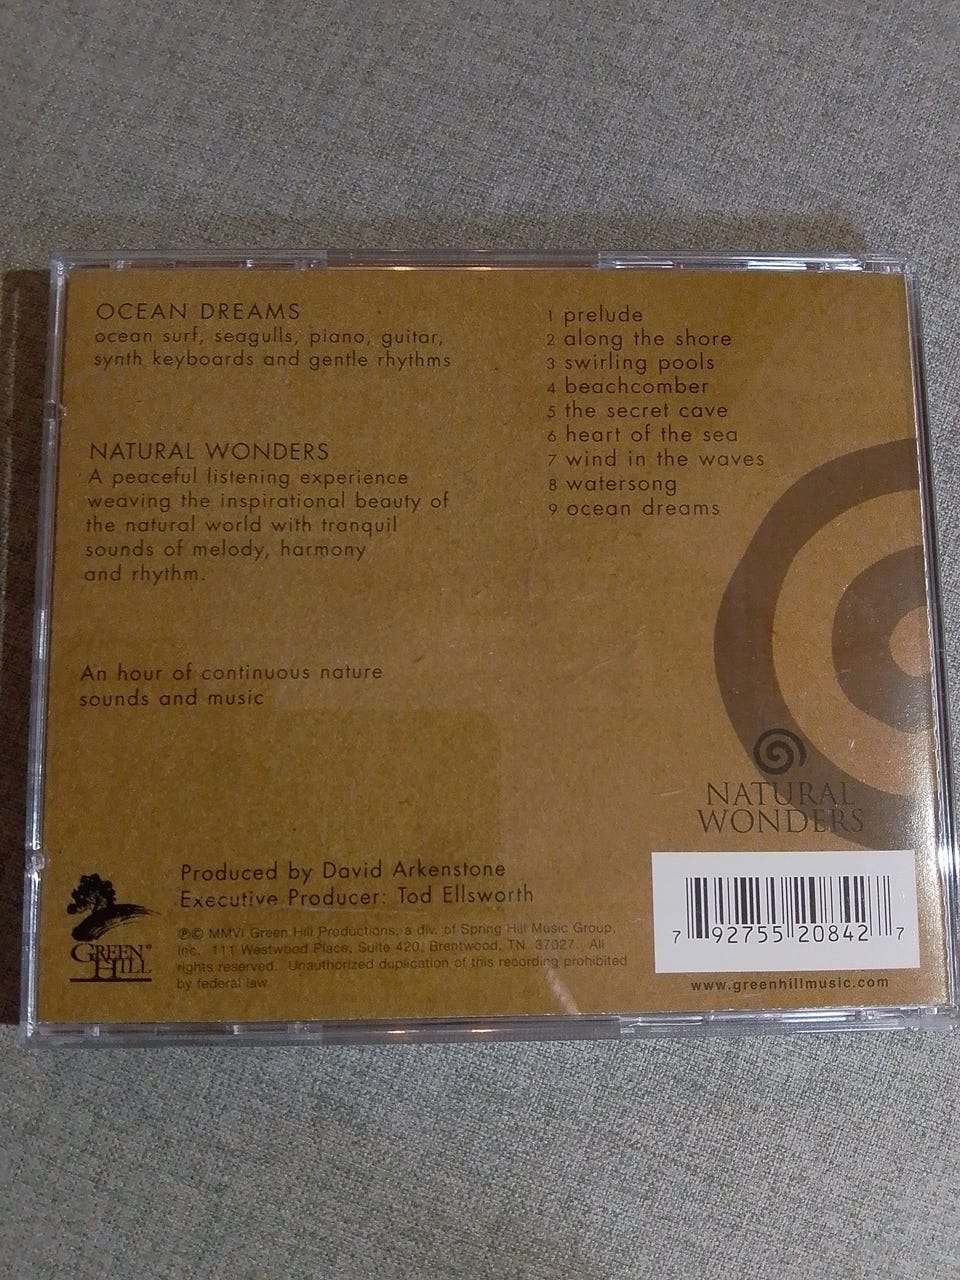 OCEAN DREAMS
ocean surf, seagulls, piano, guitar,
synth keyboards and gentle rhythms
NATURAL WONDERS
A peaceful listening experience
weaving the inspirational beauty of
the natural world with tranquil
sounds of melody, harmony
and rhythm.
An hour of continuous nature
sounds and music
1 prelude
2 along the shore
3 swirling pools
4 beachcomber
5 the secret cave
6 heart of the sea
7 wind in the waves
8 watersong
9 ocean dreams
NATURAL
WONDERS
GREEN®
HILL
Produced by David Arkenstone
Executive Producer: Tod Ellsworth
℗© MMVI Green Hill Productions, a div. of Spring Hill Music Group,
Inc. 111 Westwood Place, Suite 420, Brentwood, TN 37027. All
rights reserved. Unauthorized duplication of this recording prohibited
by federal law.
7 92755 20842 7
www.greenhillmusic.com